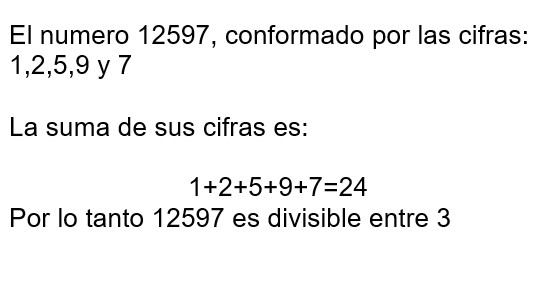 El numero 12597, conformado por las cifras:
1,2,5,9 y 7
La suma de sus cifras es:
1+2+5+9+7=24
Por lo tanto 12597 es divisible entre 3